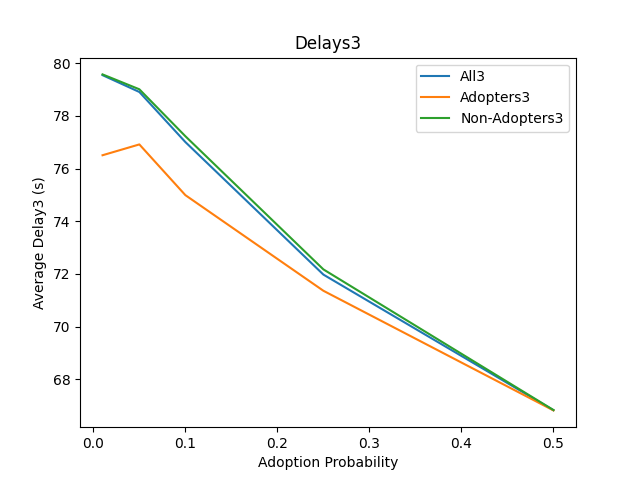 Delays3
All3
Adopters3
Non-Adopters3
Average Delay3 (s)
80
78
76
74
72
70
68
0.0 0.1 0.2 0.3 0.4 0.5
Adoption Probability